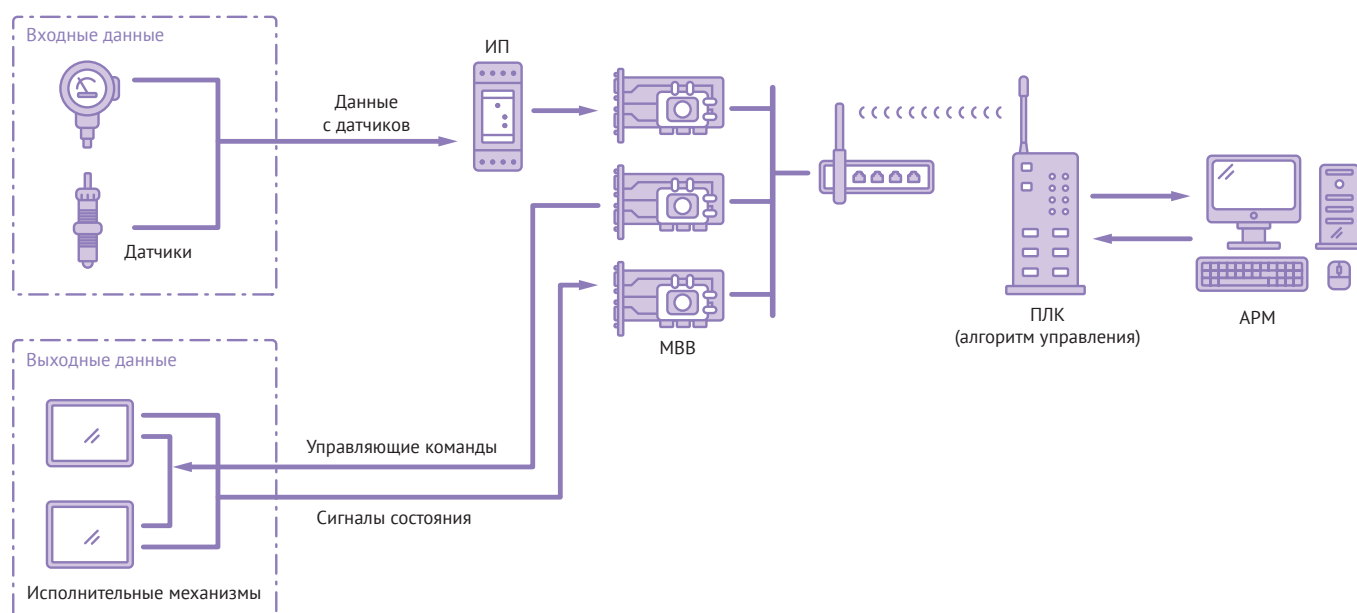 Входные данные
Датчики
Данные
с датчиков
ИП
МВВ
ПЛК
(алгоритм управления)
АРМ
Выходные данные
Управляющие команды
Сигналы состояния
Исполнительные механизмы